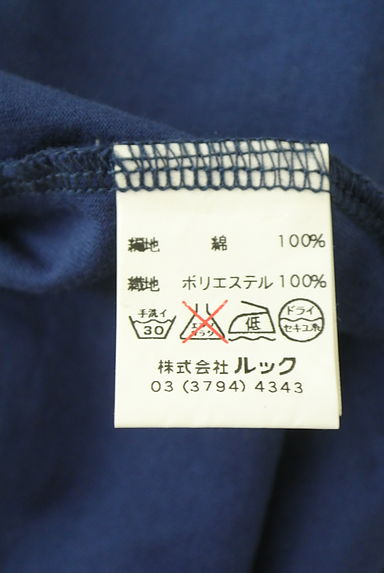 編地 綿 100%
織地 ポリエステル 100%
手洗イ 30 エンソサラシ 低 ドライ セキユ系
株式会社 ルック
03 (3794) 4343